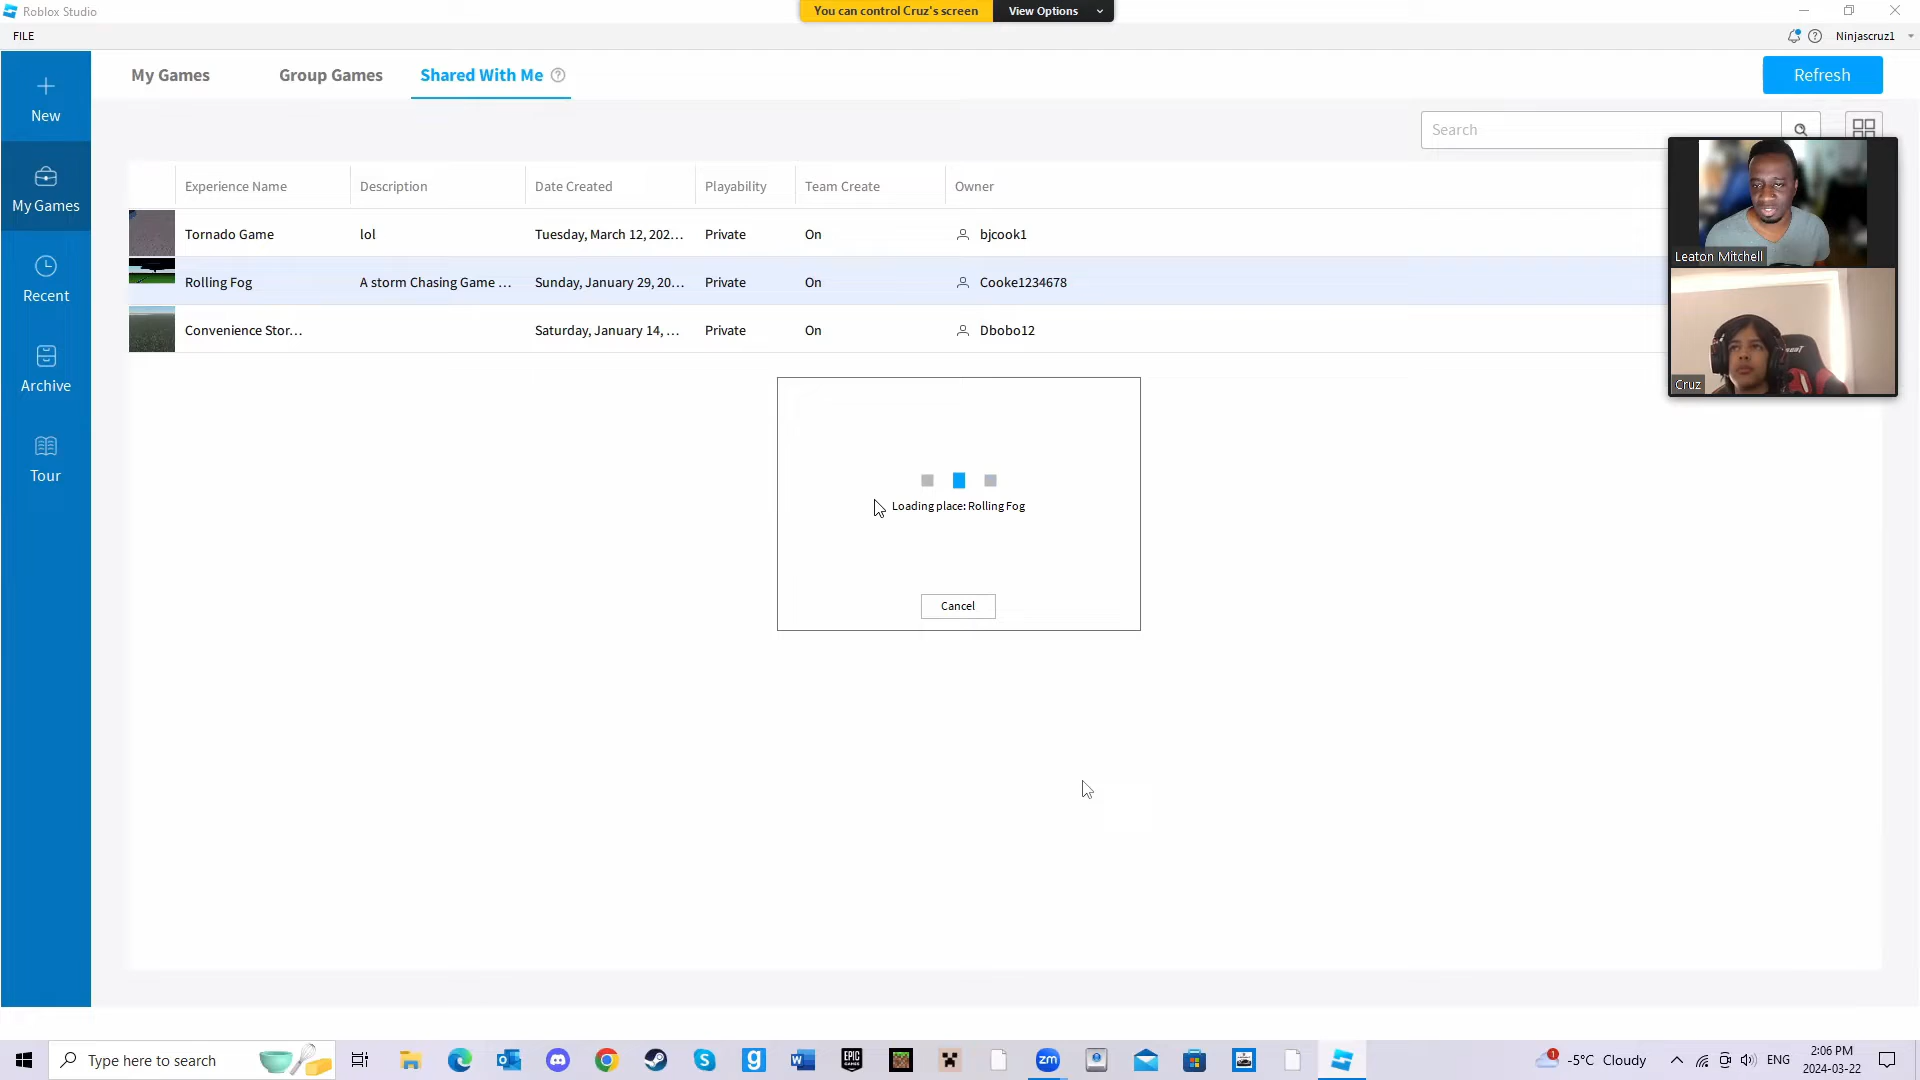 Roblox Studio
You can control Cruz's screen
View Options
FILE
Ninjascruz1
New
My Games
Recent
Archive
Tour
My Games
Group Games
Shared With Me
Refresh
Search
Experience Name
Description
Date Created
Playability
Team Create
Owner
Tornado Game
lol
Tuesday, March 12, 202...
Private
On
bjcook1
Rolling Fog
A storm Chasing Game ...
Sunday, January 29, 20...
Private
On
Cooke1234678
Convenience Stor...
Saturday, January 14, ...
Private
On
Dbobo12
Leaton Mitchell
Cruz
Loading place: Rolling Fog
Cancel
Type here to search
EPIC
GAMES
zm
1
-5°C Cloudy
ENG
2:06 PM
2024-03-22